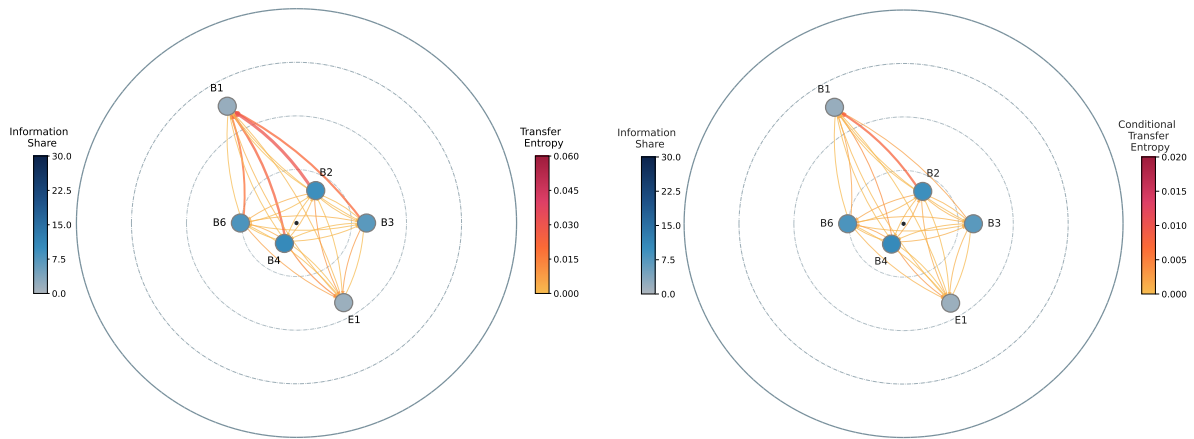 B1
Information
Share
30.0
22.5
15.0
7.5
0.0
B2
B6
B3
B4
E1
Transfer
Entropy
0.060
0.045
0.030
0.015
0.000
Information
Share
30.0
22.5
15.0
7.5
0.0
B1
B2
B6
B3
B4
E1
Conditional
Transfer
Entropy
0.020
0.015
0.010
0.005
0.000